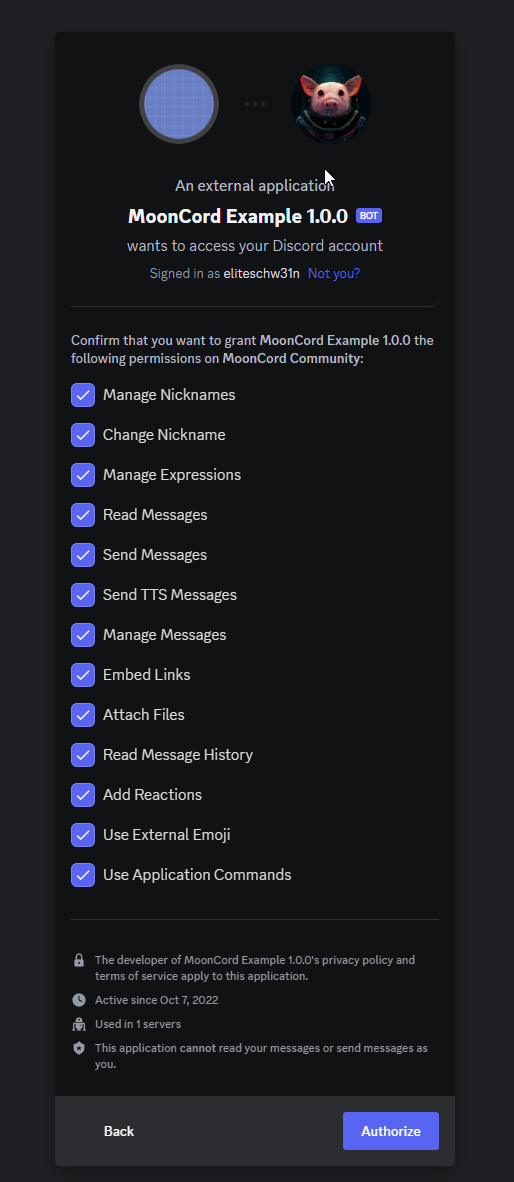 An external application
MoonCord Example 1.0.0 BOT
wants to access your Discord account
Signed in as eliteschw31n Not you?
Confirm that you want to grant MoonCord Example 1.0.0 the
following permissions on MoonCord Community:
Manage Nicknames
Change Nickname
Manage Expressions
Read Messages
Send Messages
Send TTS Messages
Manage Messages
Embed Links
Attach Files
Read Message History
Add Reactions
Use External Emoji
Use Application Commands
The developer of MoonCord Example 1.0.0's privacy policy and
terms of service apply to this application.
Active since Oct 7, 2022
Used in 1 servers
This application cannot read your messages or send messages as
you.
Back
Authorize